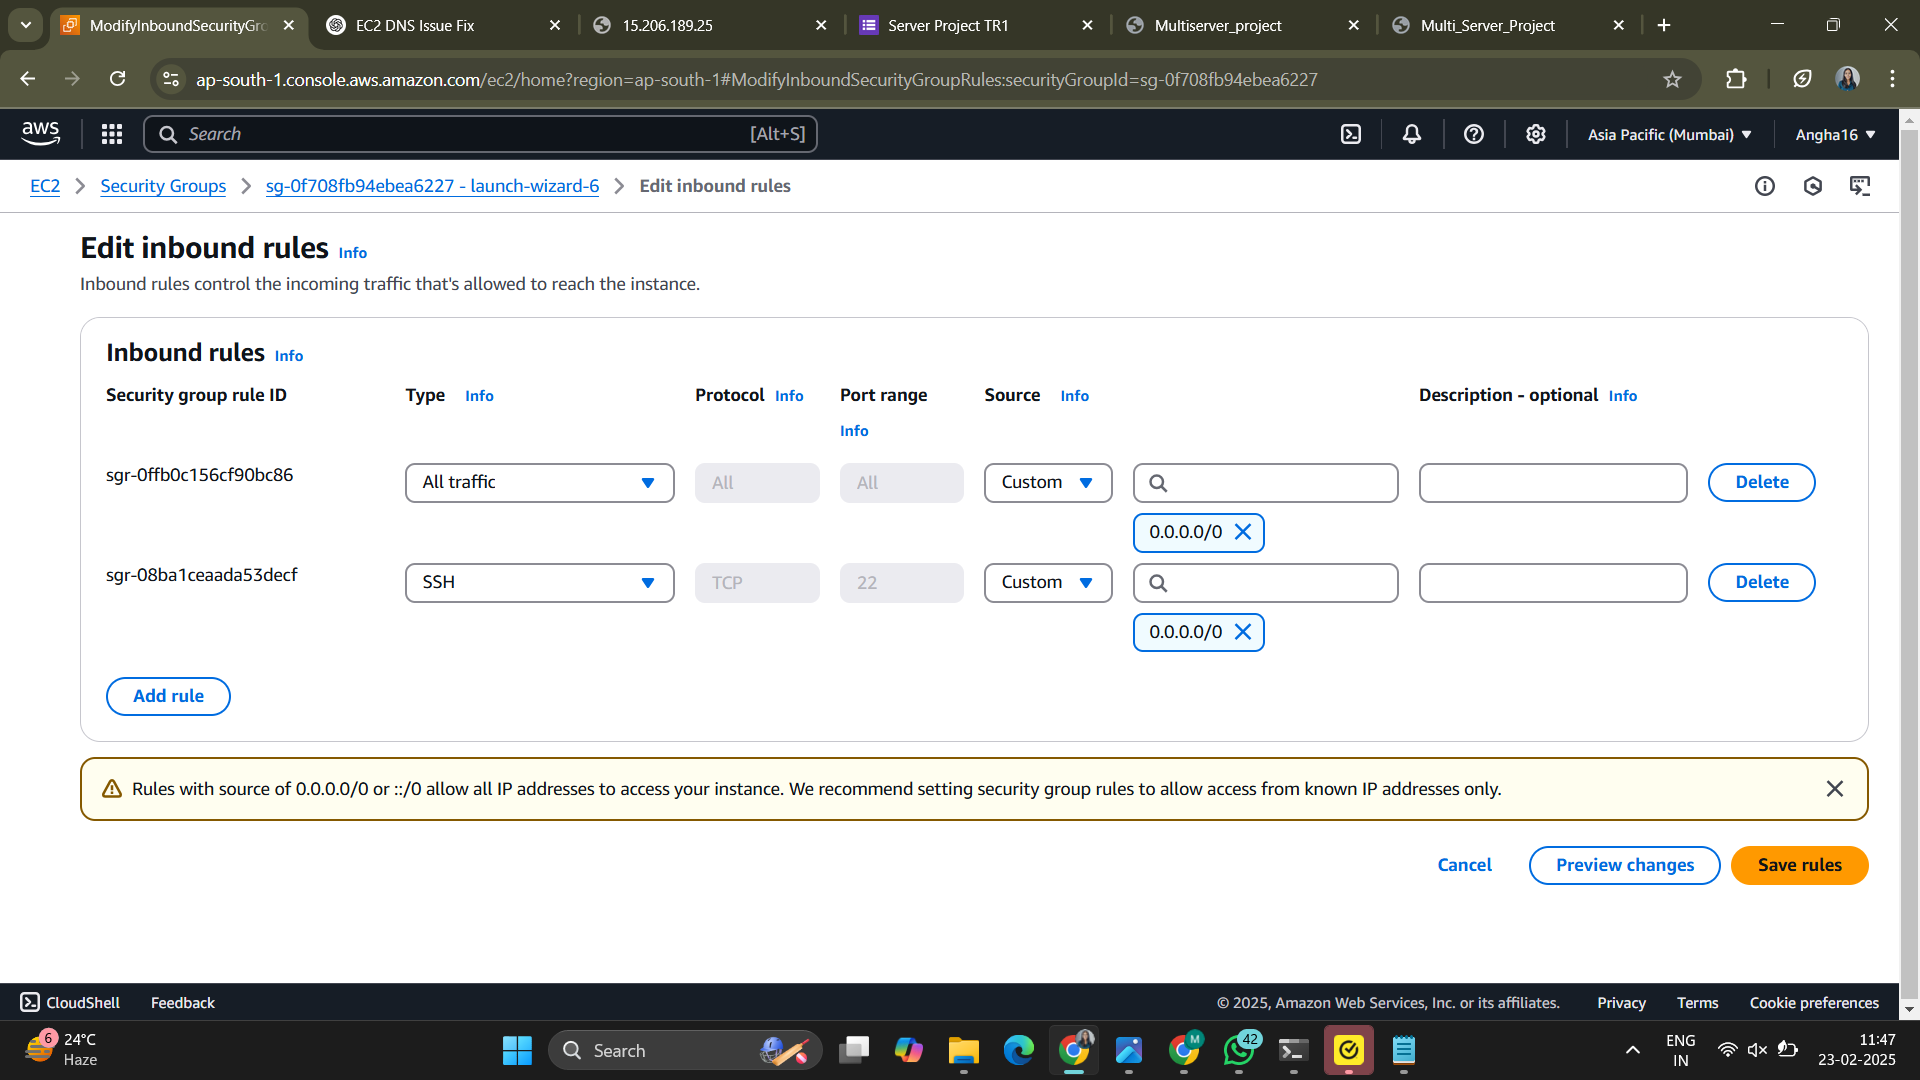 ModifyInboundSecurityGro
EC2 DNS Issue Fix
15.206.189.25
Server Project TR1
Multiserver_project
Multi_Server_Project
ap-south-1.console.aws.amazon.com/ec2/home?region=ap-south-1#ModifyInboundSecurityGroupRules:securityGroupId=sg-0f708fb94ebea6227
aws
Search
[Alt+S]
Asia Pacific (Mumbai)
Angha16
EC2
Security Groups
sg-0f708fb94ebea6227 - launch-wizard-6
Edit inbound rules
Edit inbound rules Info
Inbound rules control the incoming traffic that's allowed to reach the instance.
Inbound rules Info
Security group rule ID
Type Info
Protocol Info
Port range
Info
Source Info
Description - optional Info
sgr-0ffb0c156cf90bc86
All traffic
All
All
Custom
Delete
0.0.0.0/0
sgr-08ba1ceaada53decf
SSH
TCP
22
Custom
Delete
0.0.0.0/0
Add rule
Rules with source of 0.0.0.0/0 or ::/0 allow all IP addresses to access your instance. We recommend setting security group rules to allow access from known IP addresses only.
Cancel
Preview changes
Save rules
CloudShell
Feedback
© 2025, Amazon Web Services, Inc. or its affiliates.
Privacy
Terms
Cookie preferences
6
24°C
Haze
Search
M
42
ENG
IN
11:47
23-02-2025